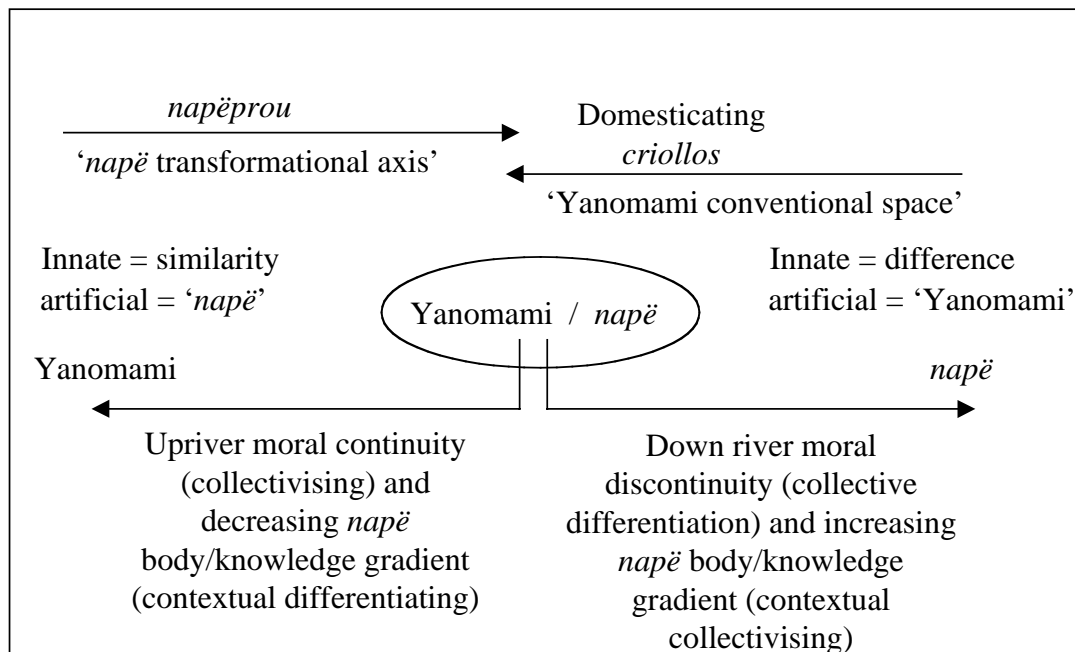 napëprou
‘napë transformational axis’
Domesticating
criollos
‘Yanomami conventional space’
Innate = similarity
artificial = ‘napë’
Innate = difference
artificial = ‘Yanomami’
Yanomami / napë
Yanomami
napë
Upriver moral continuity
(collectivising) and
decreasing napë
body/knowledge gradient
(contextual differentiating)
Down river moral
discontinuity (collective
differentiation) and increasing
napë body/knowledge
gradient (contextual
collectivising)